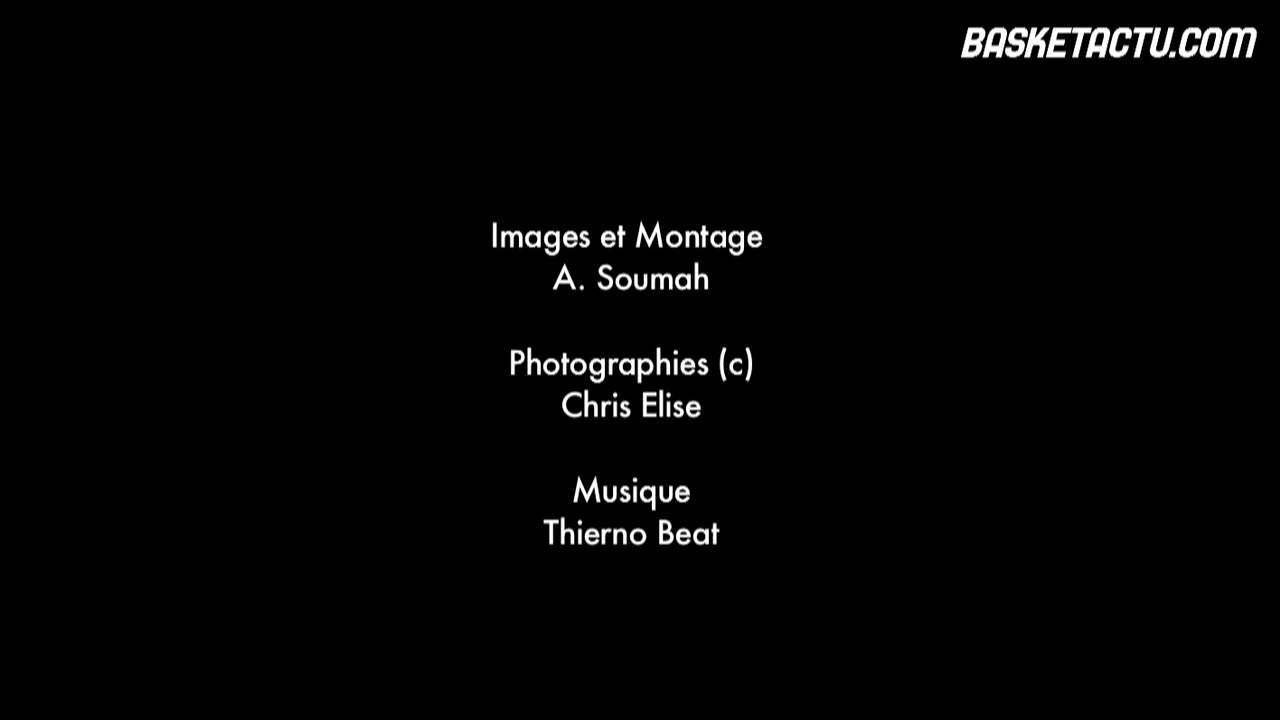 BASKETACTU.COM
Images et Montage
A. Soumah
Photographies (c)
Chris Elise
Musique
Thierno Beat